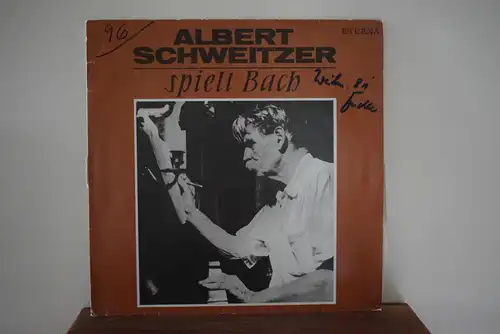 96
ETERNA
ALBERT
SCHWEITZER
spielt Bach